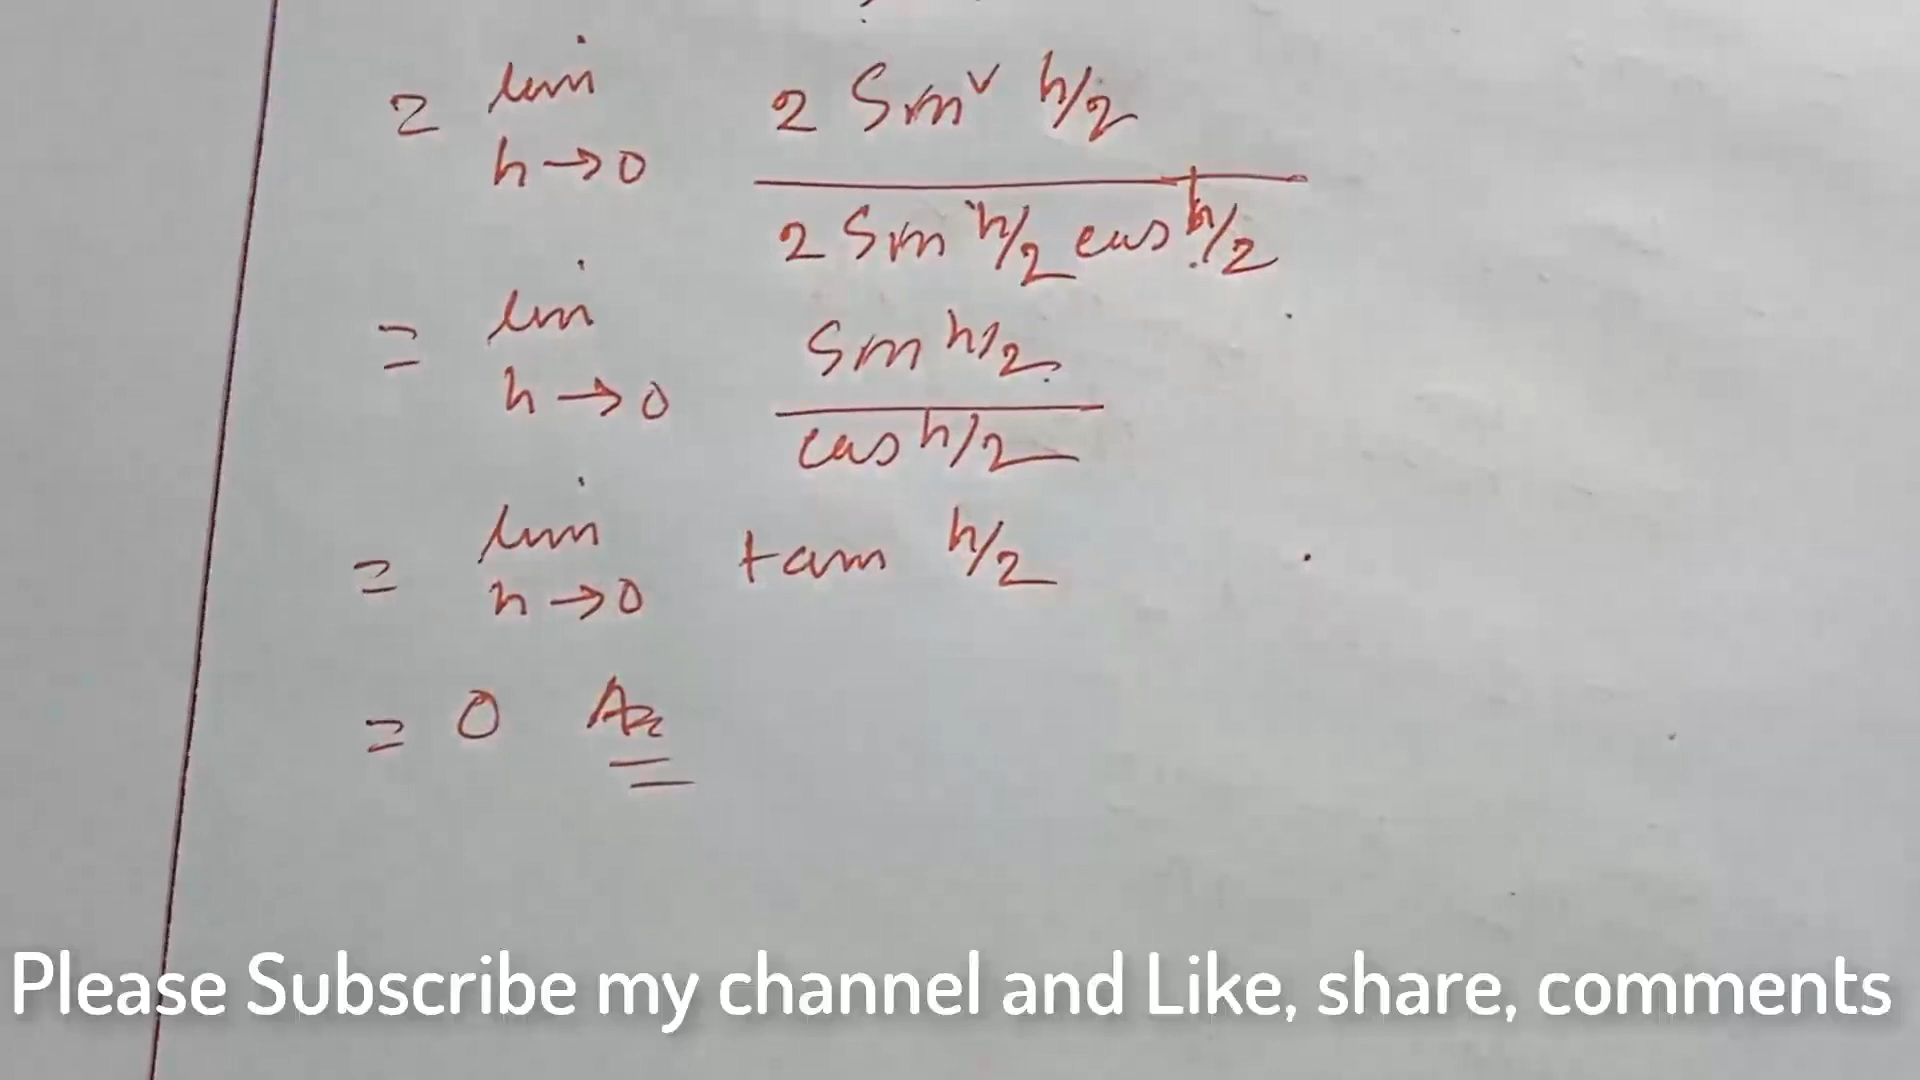 = lim 2 Sin² h/2
h→0 2 Sin h/2 cos h/2
= lim Sin h/2
h→0 cos h/2
= lim tan h/2
h→0
= 0 Ans
Please Subscribe my channel and Like, share, comments